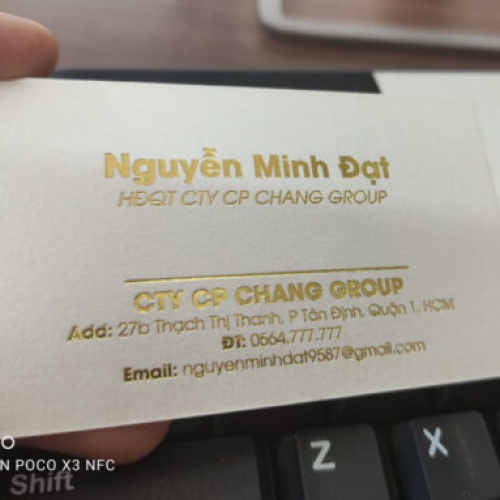 Nguyễn Minh Đạt
HĐQT CTY CP CHANG GROUP
CTY CP CHANG GROUP
Add: 27b Thạch Thị Thanh, P Tân Định, Quận 1, HCM
ĐT: 0564.777.777
Email: nguyenminhdat9587@gmail.com
Z X
N POCO X3 NFC
Shift